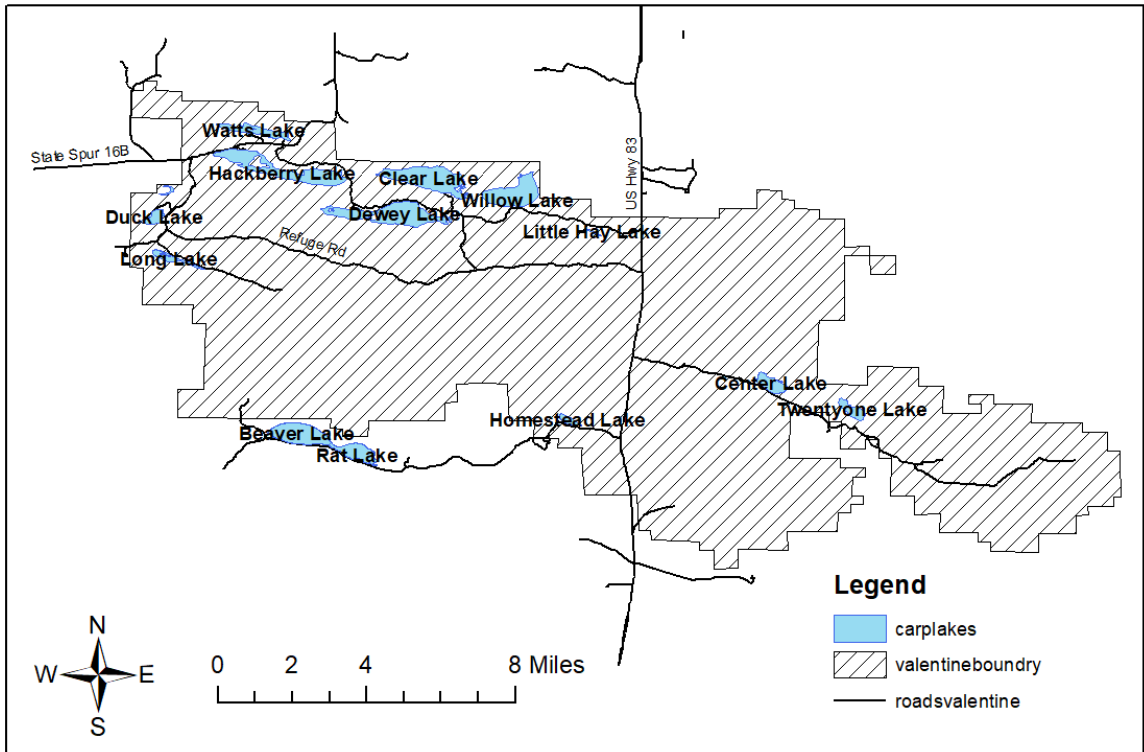 Watts Lake
State Spur 16B
Hackberry Lake
Clear Lake
US Hwy 83
Willow Lake
Duck Lake
Dewey Lake
Little Hay Lake
Refuge Rd
Long Lake
Center Lake
Twentyone Lake
Homestead Lake
Beaver Lake
Rat Lake
Legend
carplakes
valentineboundry
roadsvalentine
N
W E
S
0 2 4 8 Miles